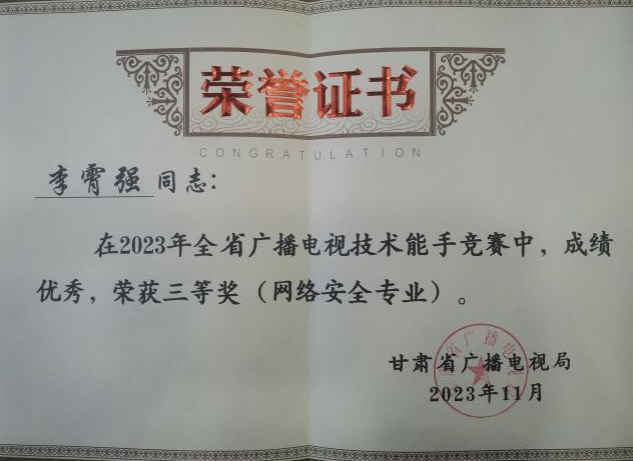 荣誉证书
CONGRATULATION
李霄强同志：
在2023年全省广播电视技术能手竞赛中，成绩
优秀，荣获三等奖（网络安全专业）。
甘肃省广播电视局
2023年11月